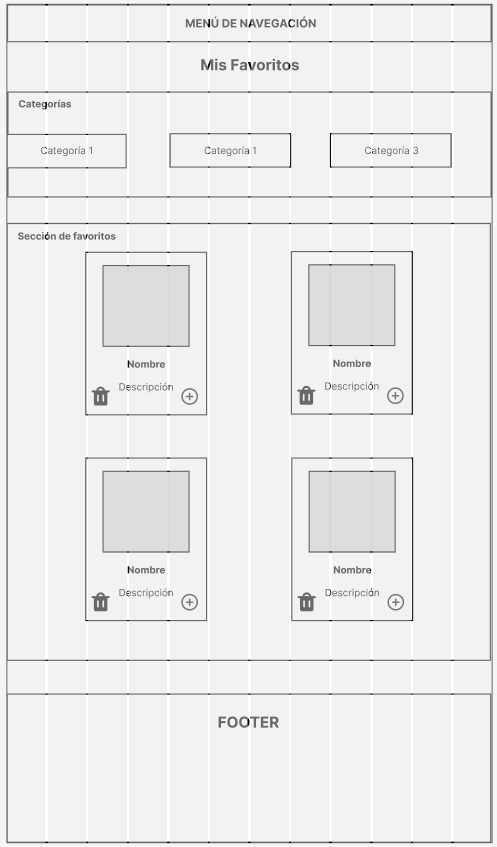 MENÚ DE NAVEGACIÓN
Mis Favoritos
Categorías
Categoría 1
Categoría 1
Categoría 3
Sección de favoritos
Nombre
Descripción
Nombre
Descripción
Nombre
Descripción
Nombre
Descripción
FOOTER